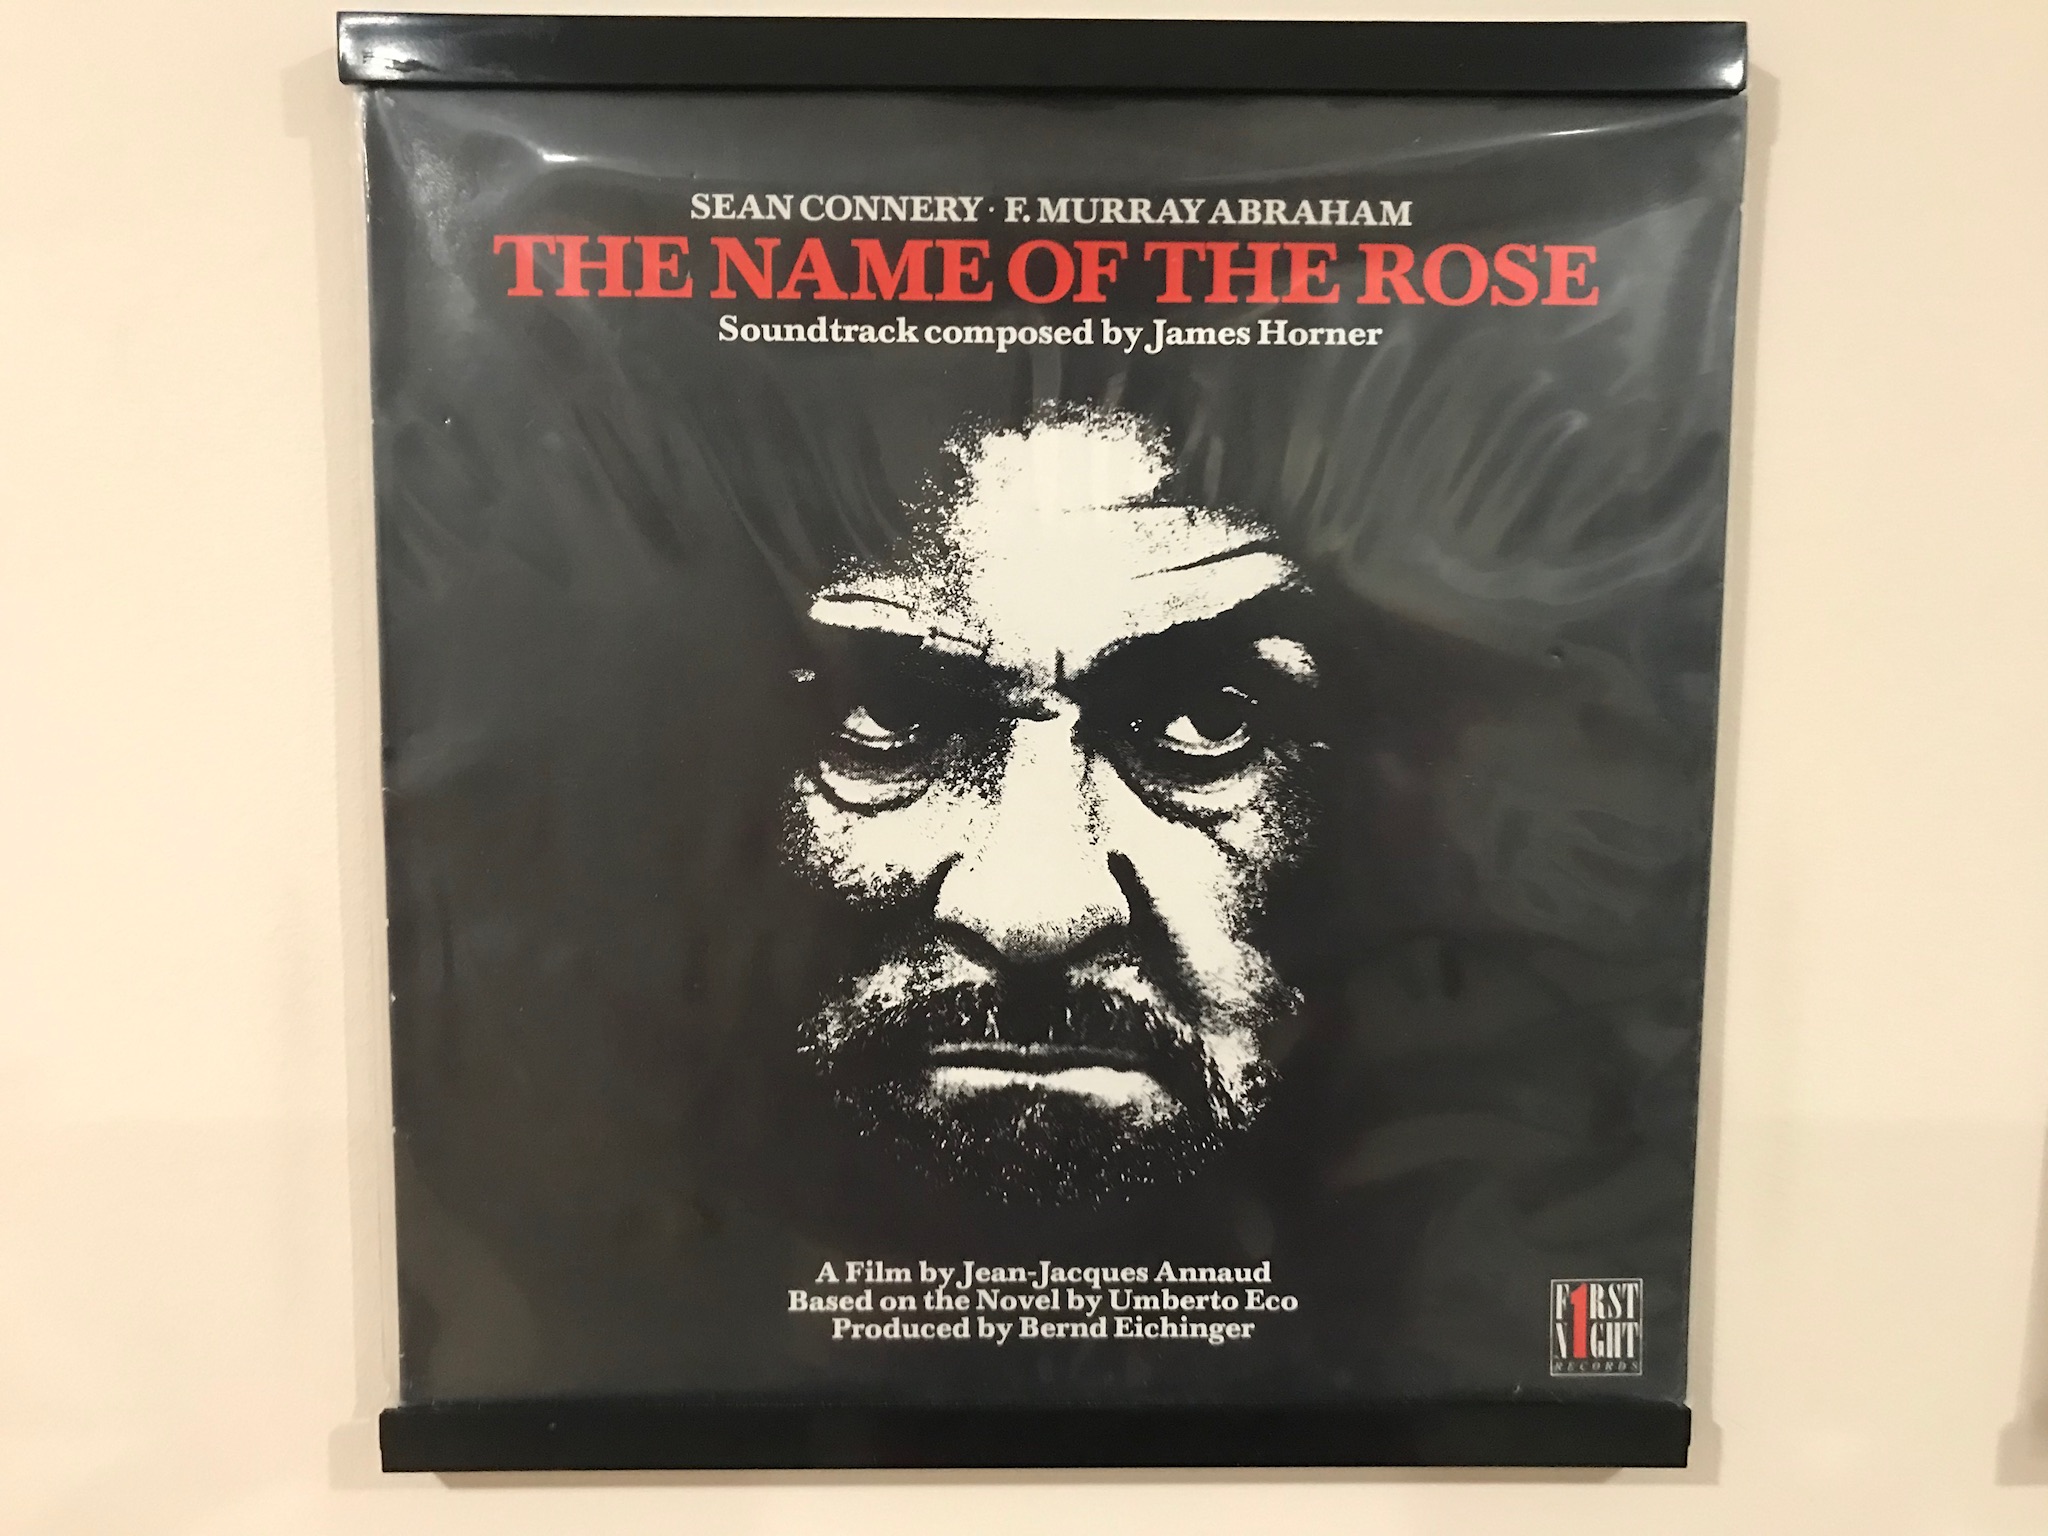 SEAN CONNERY · F. MURRAY ABRAHAM
THE NAME OF THE ROSE
Soundtrack composed by James Horner
A Film by Jean-Jacques Annaud
Based on the Novel by Umberto Eco
Produced by Bernd Eichinger
F1RST
N1GHT
RECORDS